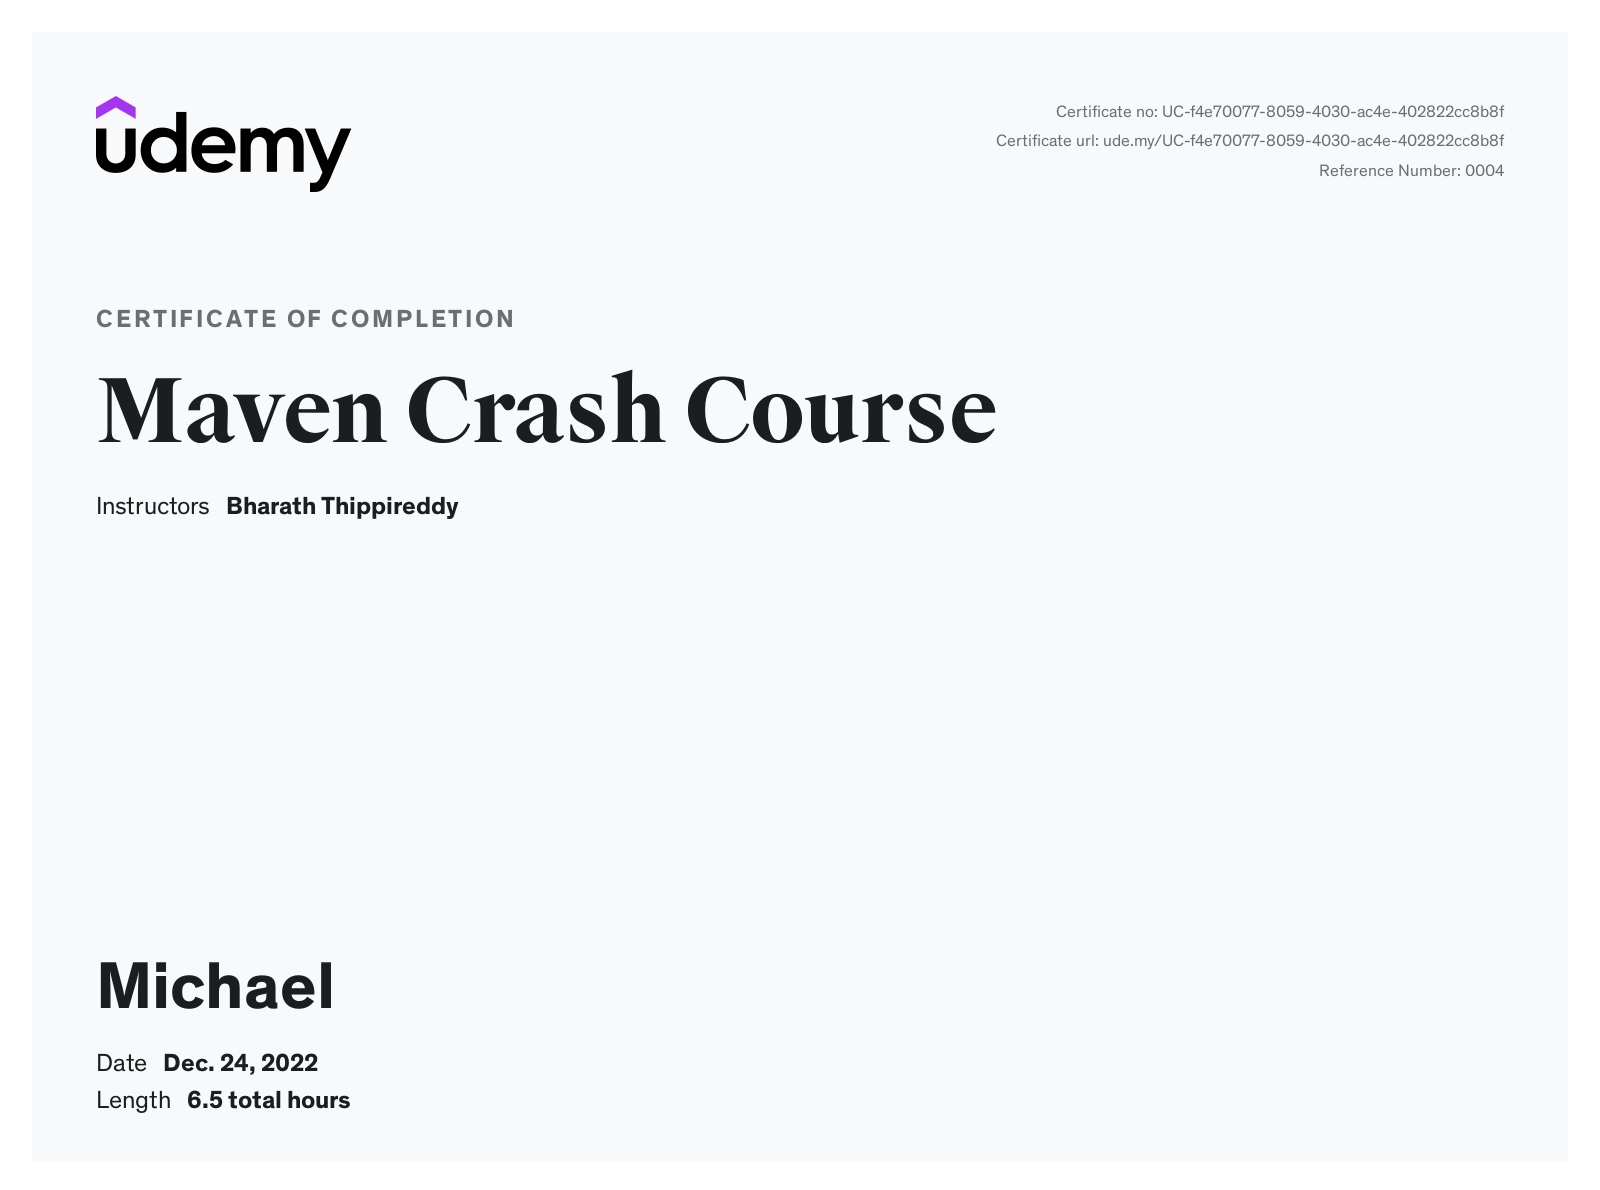 udemy
Certificate no: UC-f4e70077-8059-4030-ac4e-402822cc8b8f
Certificate url: ude.my/UC-f4e70077-8059-4030-ac4e-402822cc8b8f
Reference Number: 0004
CERTIFICATE OF COMPLETION
Maven Crash Course
Instructors Bharath Thippireddy
Michael
Date Dec. 24, 2022
Length 6.5 total hours